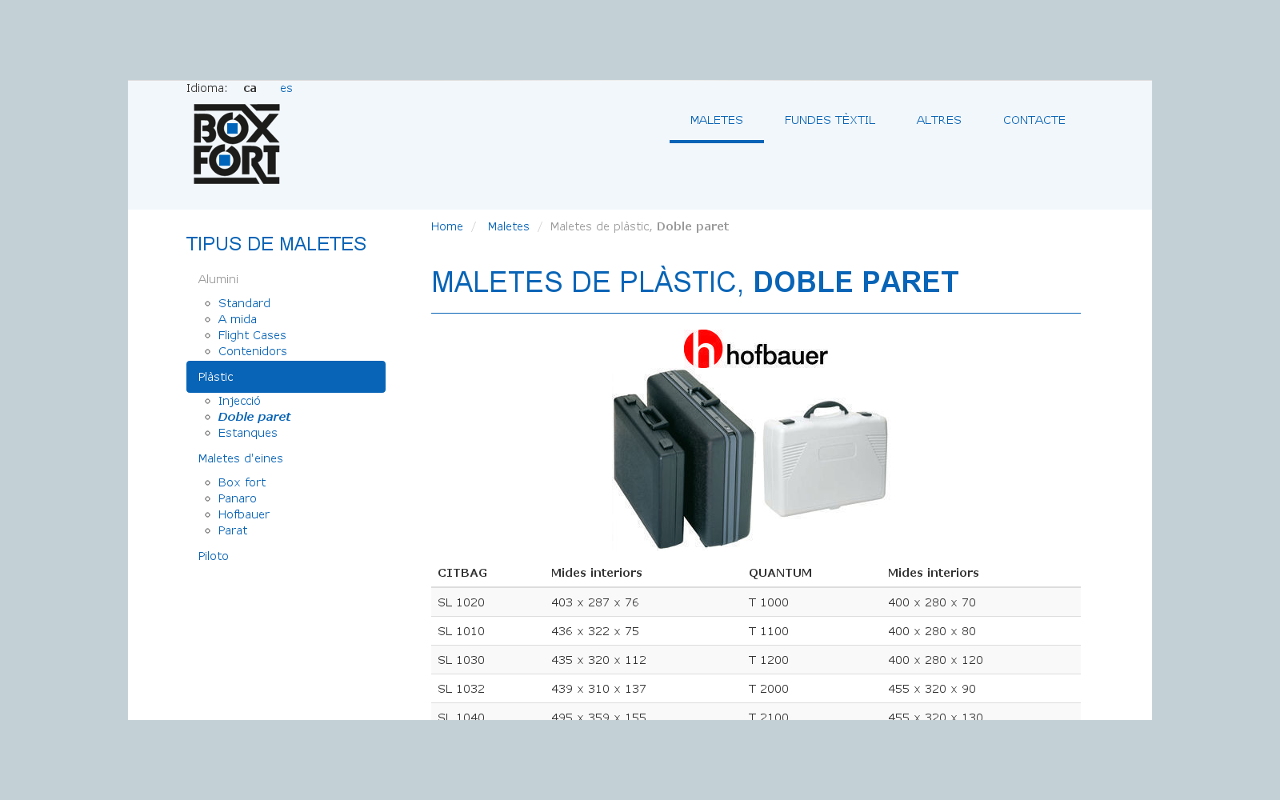 Idioma: ca es
BOX
FORT
MALETES FUNDES TÈXTIL ALTRES CONTACTE
TIPUS DE MALETES
Alumini
Standard
A mida
Flight Cases
Contenidors
Plàstic
Injecció
Doble paret
Estanques
Maletes d'eines
Box fort
Panaro
Hofbauer
Parat
Piloto
Home / Maletes / Maletes de plàstic, Doble paret
MALETES DE PLÀSTIC, DOBLE PARET
hofbauer
CITBAG Mides interiors QUANTUM Mides interiors
SL 1020 403 x 287 x 76 T 1000 400 x 280 x 70
SL 1010 436 x 322 x 75 T 1100 400 x 280 x 80
SL 1030 435 x 320 x 112 T 1200 400 x 280 x 120
SL 1032 439 x 310 x 137 T 2000 455 x 320 x 90
SL 1040 495 x 359 x 155 T 2100 455 x 320 x 130